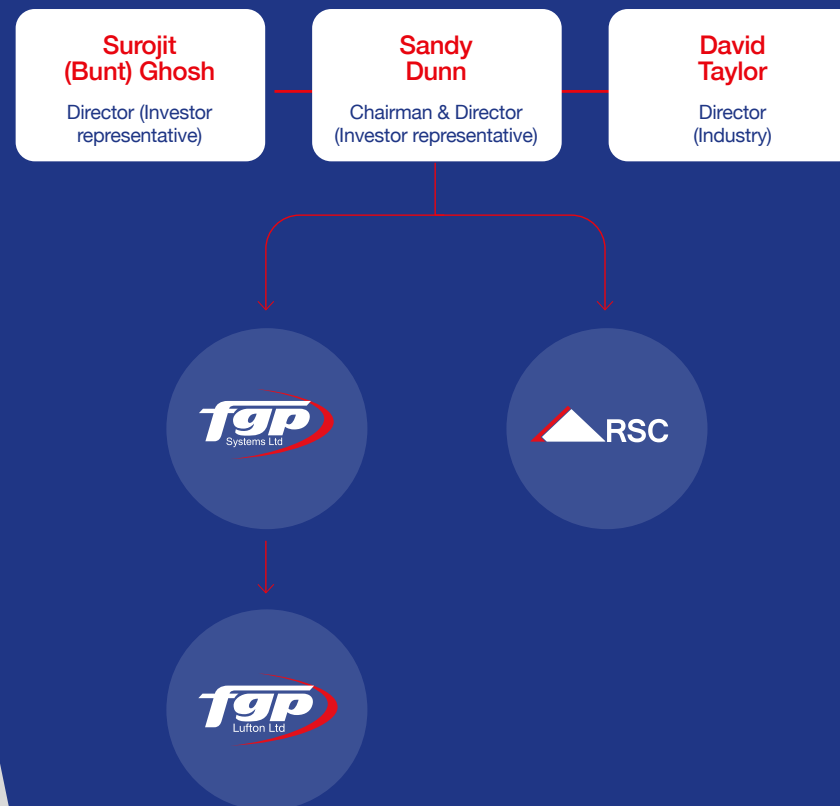 Surojit
(Bunt) Ghosh
Director (Investor
representative)
Sandy
Dunn
Chairman & Director
(Investor representative)
David
Taylor
Director
(Industry)
fgp
Systems Ltd
RSC
fgp
Lufton Ltd